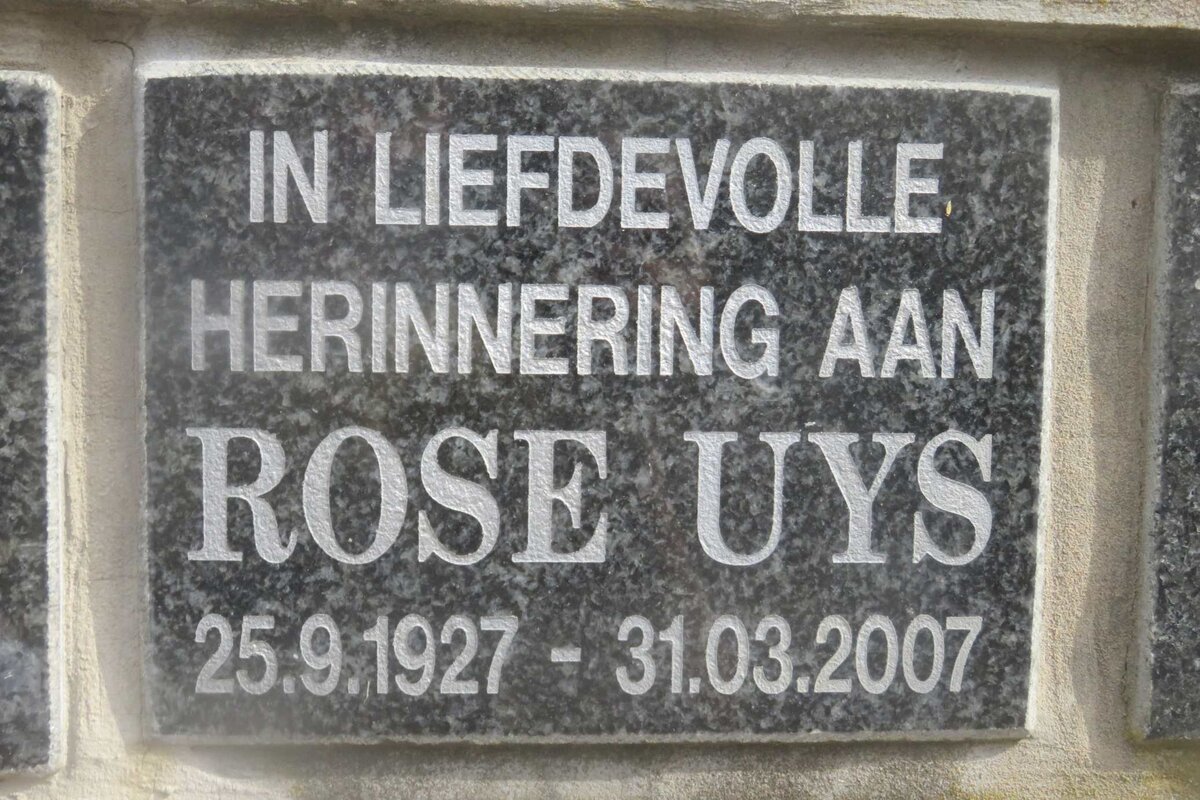 IN LIEFDEVOLLE
HERINNERING AAN
ROSE UYS
25.9.1927 - 31.03.2007